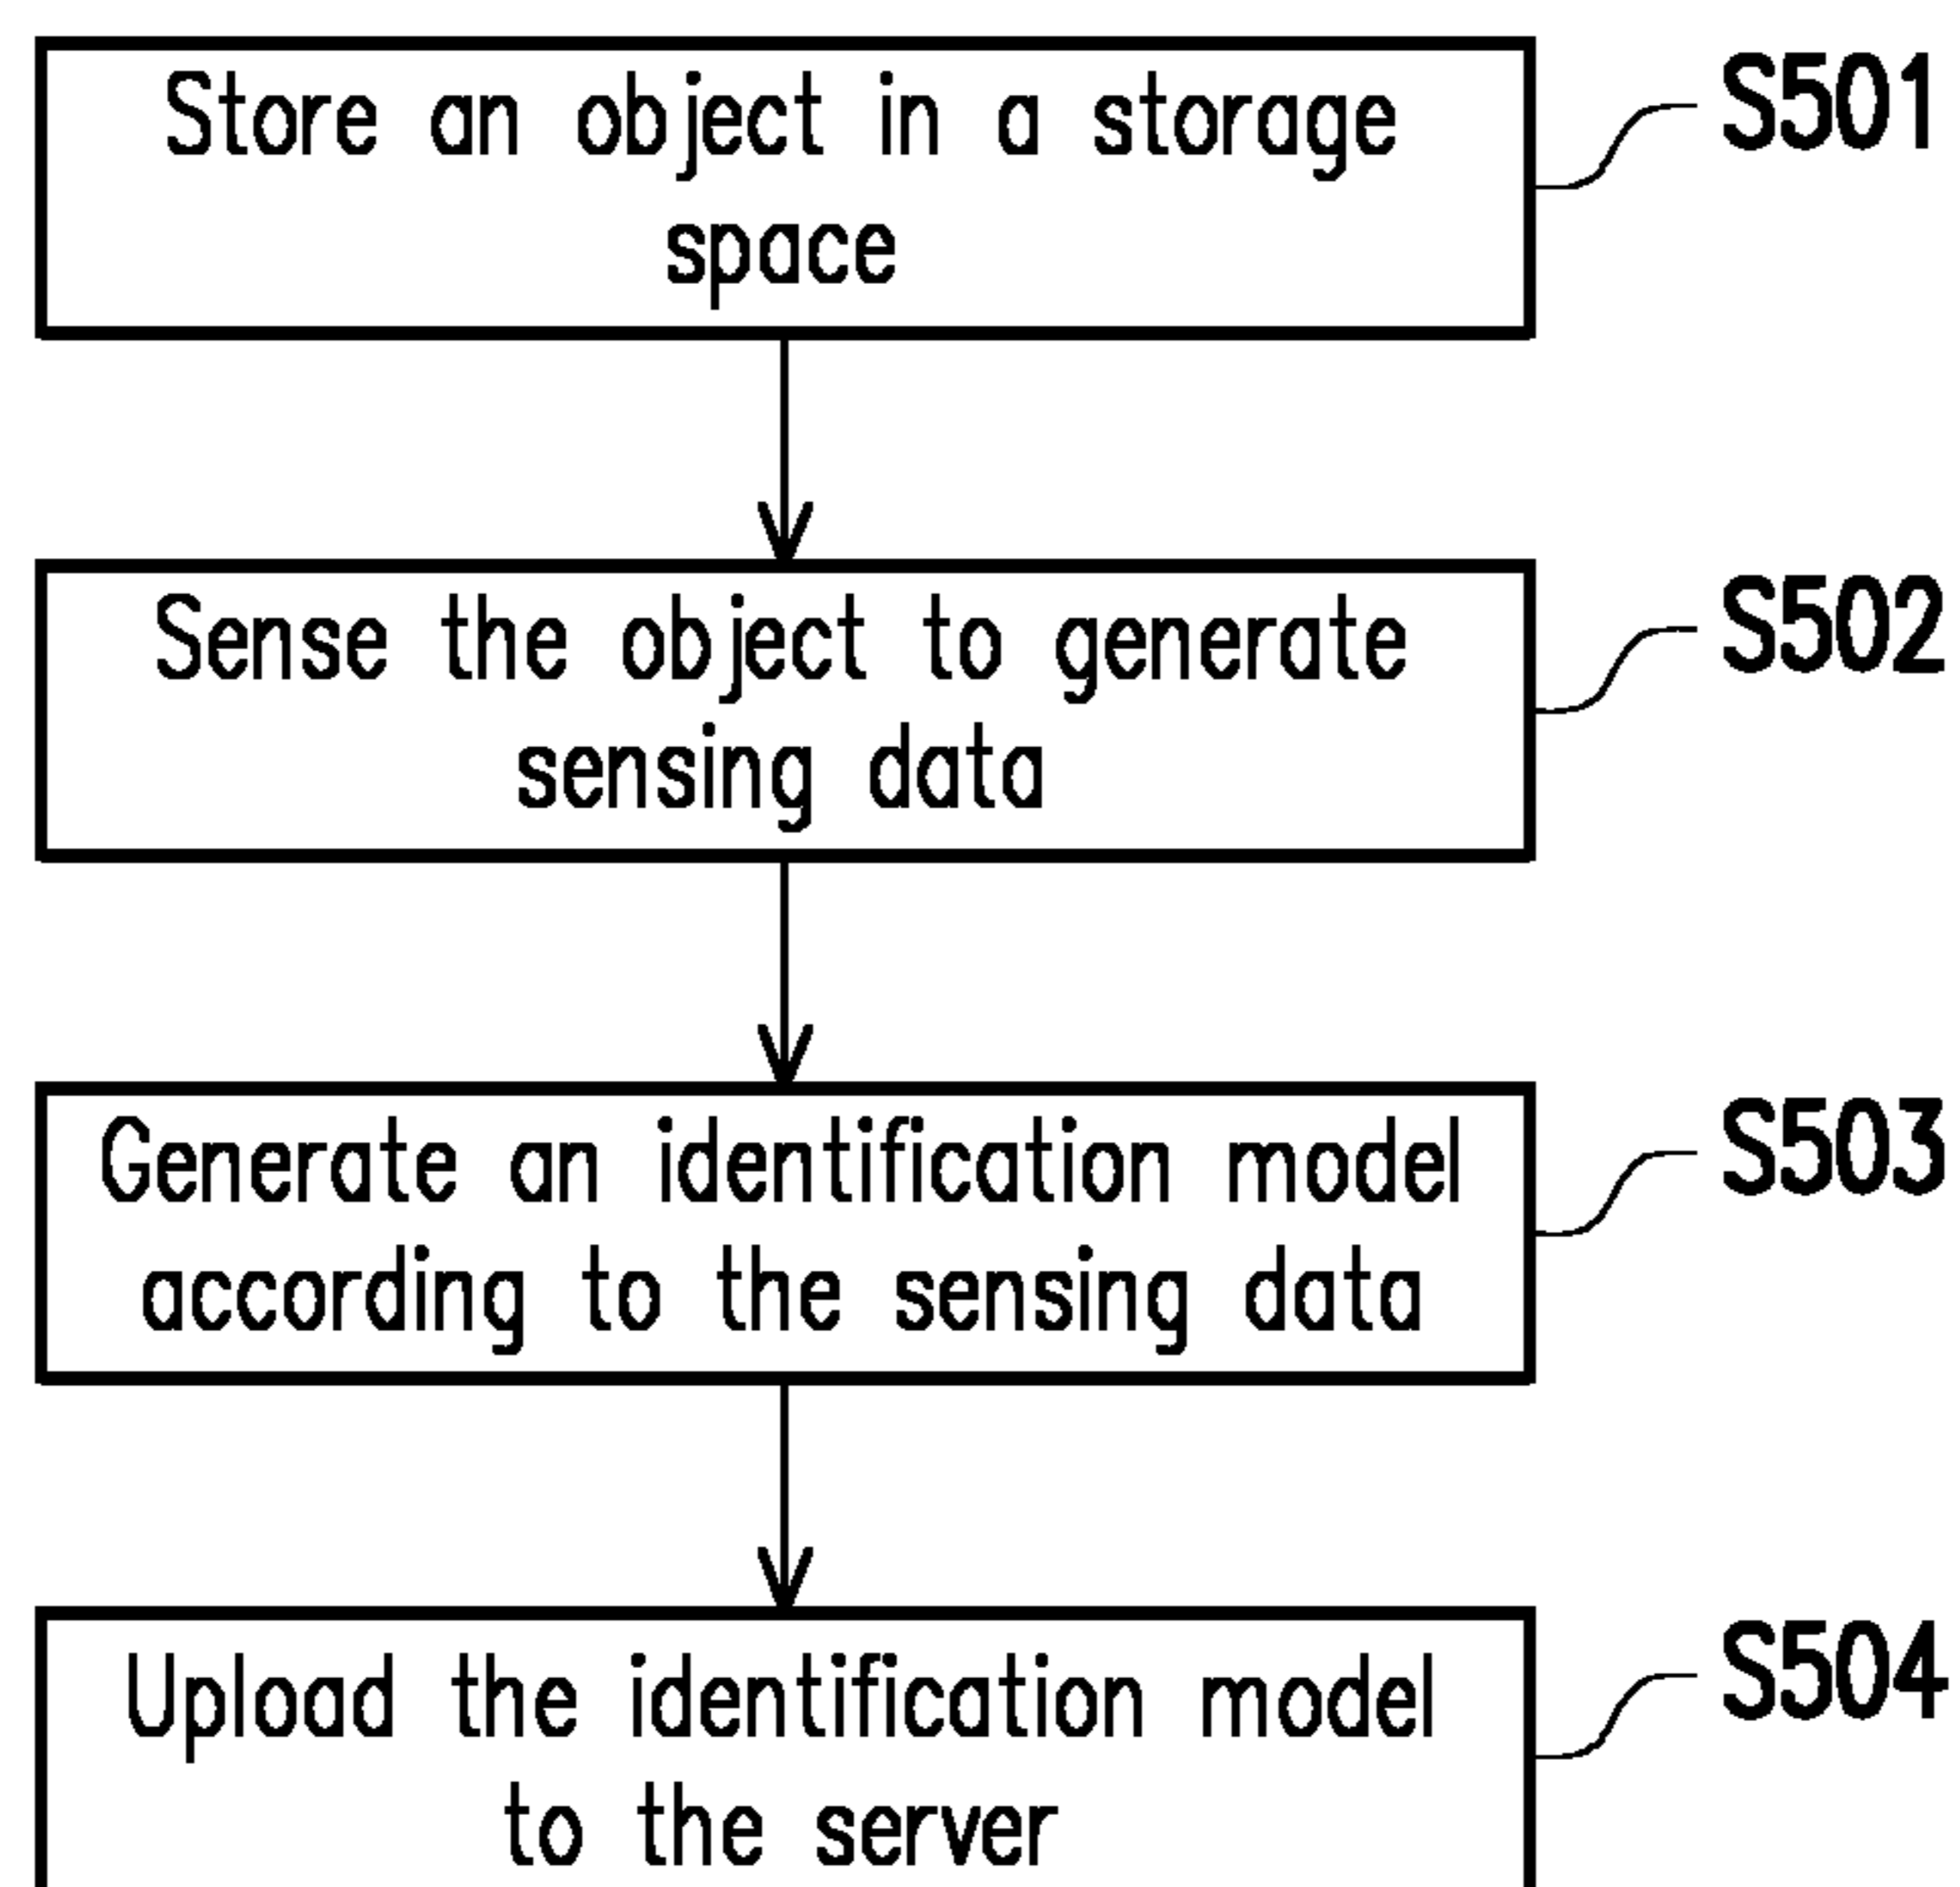 Store an object in a storage
space
S501
Sense the object to generate
sensing data
S502
Generate an identification model
according to the sensing data
S503
Upload the identification model
to the server
S504